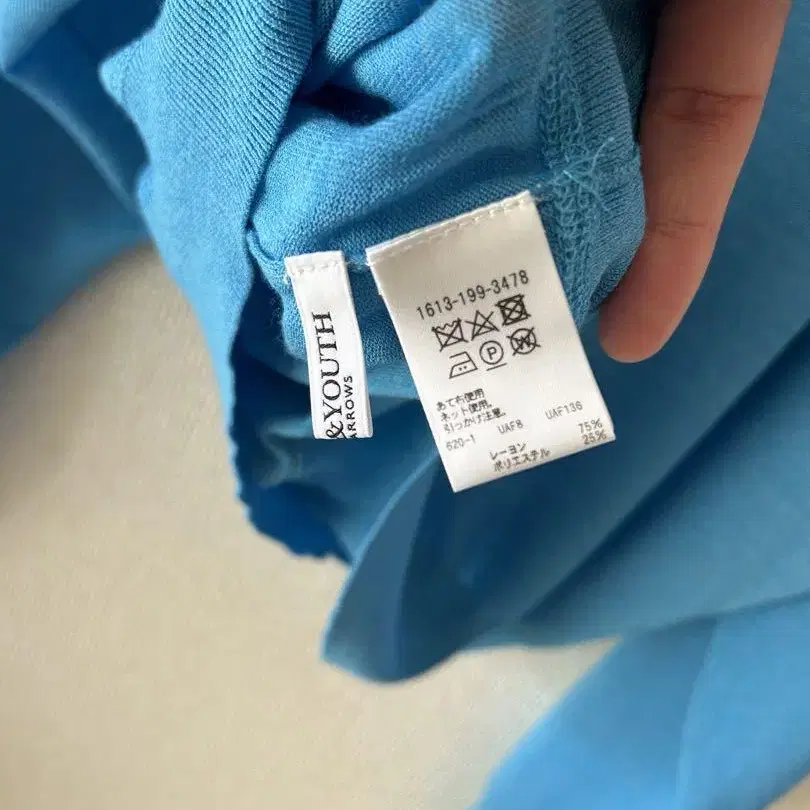 &YOUTH
ARROWS
1613-199-3478
P W
あて布使用
ネット使用。
引っかけ注意。
620-1 UAF8 UAF136
レーヨン 75%
ポリエステル 25%